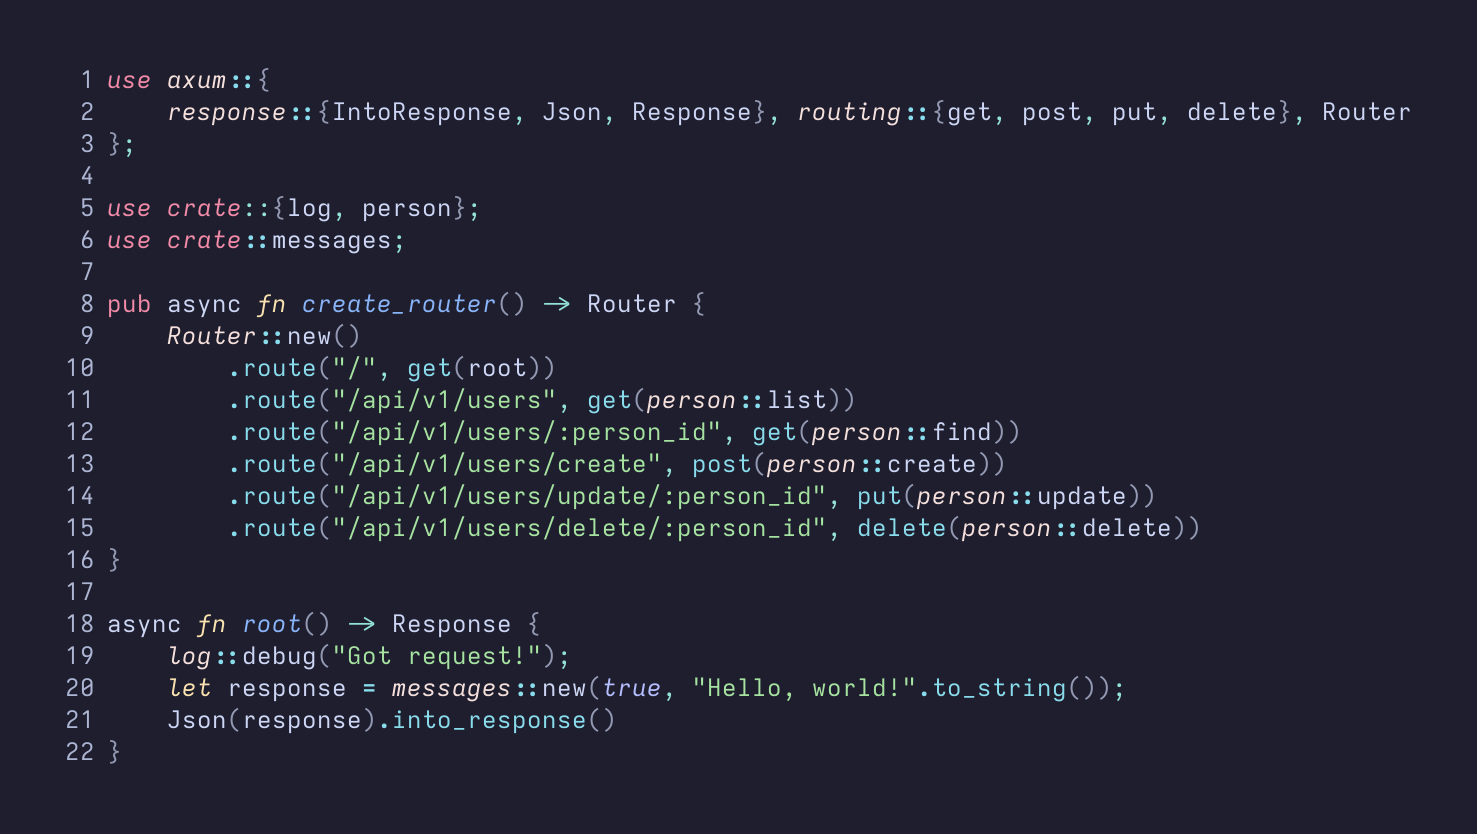 1 use axum::{
2     response::{IntoResponse, Json, Response}, routing::{get, post, put, delete}, Router
3 };
4
5 use crate::{log, person};
6 use crate::messages;
7
8 pub async fn create_router() -> Router {
9     Router::new()
10         .route("/", get(root))
11         .route("/api/v1/users", get(person::list))
12         .route("/api/v1/users/:person_id", get(person::find))
13         .route("/api/v1/users/create", post(person::create))
14         .route("/api/v1/users/update/:person_id", put(person::update))
15         .route("/api/v1/users/delete/:person_id", delete(person::delete))
16 }
17
18 async fn root() -> Response {
19     log::debug("Got request!");
20     let response = messages::new(true, "Hello, world!".to_string());
21     Json(response).into_response()
22 }